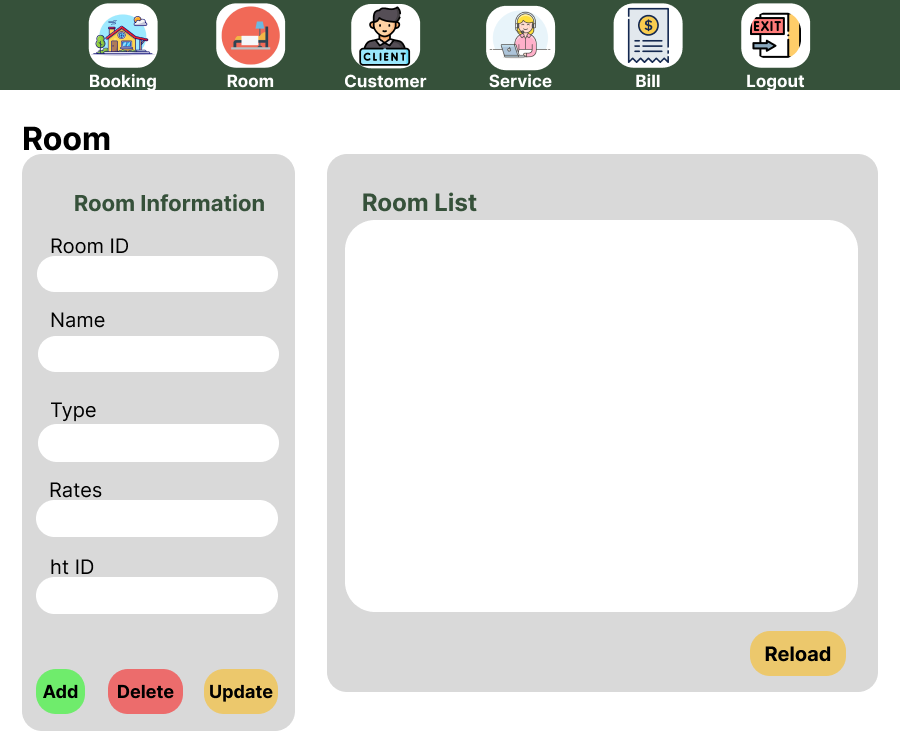 EXIT
CLIENT
Booking Room Customer Service Bill Logout
Room
Room Information
Room ID
Name
Type
Rates
ht ID
Add Delete Update
Room List
Reload